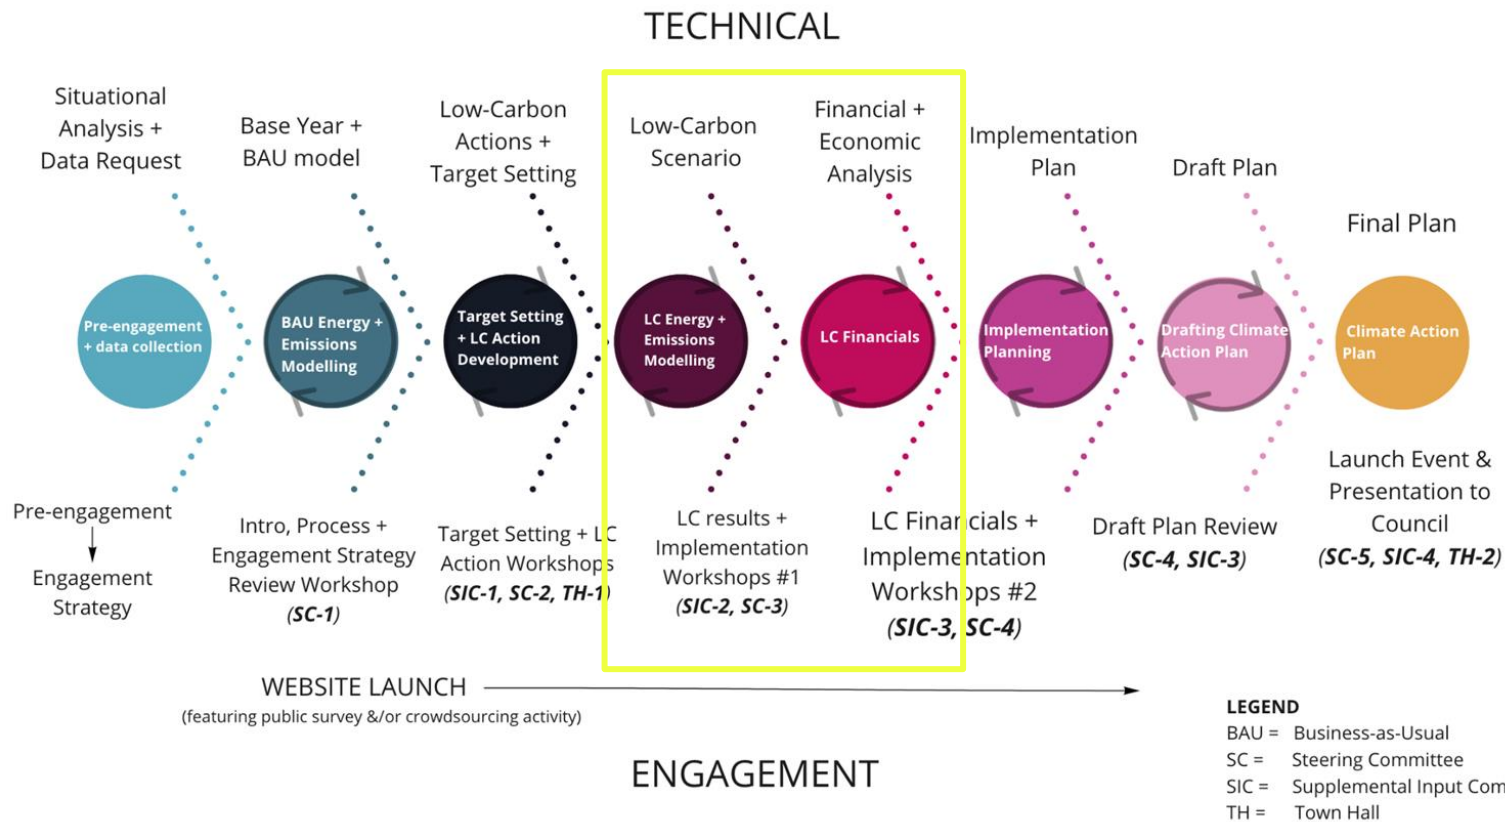 TECHNICAL
Situational
Analysis +
Data Request
Base Year +
BAU model
Low-Carbon
Actions +
Target Setting
Low-Carbon
Scenario
Financial +
Economic
Analysis
Implementation
Plan
Draft Plan
Final Plan
Pre-engagement
+ data collection
BAU Energy +
Emissions
Modelling
Target Setting
+ LC Action
Development
LC Energy +
Emissions
Modelling
LC Financials
Implementation
Planning
Drafting Climate
Action Plan
Climate Action
Plan
Pre-engagement
Engagement
Strategy
Intro, Process +
Engagement Strategy
Review Workshop
(SC-1)
Target Setting + LC
Action Workshops
(SIC-1, SC-2, TH-1)
LC results +
Implementation
Workshops #1
(SIC-2, SC-3)
LC Financials +
Implementation
Workshops #2
(SIC-3, SC-4)
Draft Plan Review
(SC-4, SIC-3)
Launch Event &
Presentation to
Council
(SC-5, SIC-4, TH-2)
WEBSITE LAUNCH
(featuring public survey &/or crowdsourcing activity)
ENGAGEMENT
LEGEND
BAU = Business-as-Usual
SC = Steering Committee
SIC = Supplemental Input Com
TH = Town Hall